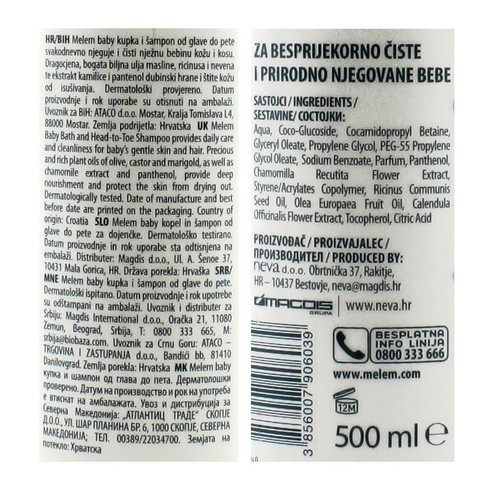 HR/BIH Melem baby kupka i šampon od glave do pete
svakodnevno njeguje i čisti nježnu bebinu kožu i kosu.
Dragocjena, bogata biljna ulja masline, ricinusa i nevena
te ekstrakt kamilice i pantenol dubinski hrane i štite kožu
od isušivanja. Dermatološki provjereno. Datum
proizvodnje i rok uporabe su otisnuti na ambalaži.
Uvoznik za BiH: ATACO d.o.o. Mostar, Kralja Tomislava L4,
88000 Mostar. Zemlja podrijetla: Hrvatska UK Melem
Baby Bath and Head-to-Toe Shampoo provides daily care
and cleanliness for baby's gentle skin and hair. Precious
and rich plant oils of olive, castor and marigold, as well as
chamomile extract and panthenol, provide deep
nourishment and protect the skin from drying out.
Dermatologically tested. Date of manufacture and best
before date are printed on the packaging. Country of
origin: Croatia SLO Melem baby kopel in šampon od
glave do pete za dojenčke. Dermatološko testirano.
Datum proizvodnje in rok uporabe sta odtisnjena na
embalaži. Distributer: Magdis d.o.o., Ul. A. Šenoe 37,
10431 Mala Gorica, HR. Država porekla: Hrvaška SRB/
MNE Melem baby kupka i šampon od glave do pete.
Dermatološki ispitano. Datum proizvodnje i rok upotrebe su
odštampani na ambalaži. Uvoznik i distributer za
Srbiju: Magdis International d.o.o, Oračka 21, 11080
Zemun, Beograd, Srbija, T: 0800 333 665, M:
srbija@biobaza.com. Uvoznik za Crnu Goru: ATACO –
TRGOVINA I ZASTUPANJA d.o.o., Bandići bb, 81410
Danilovgrad. Zemlja porekla: Hrvatska MK Мелем baby
купка и шампон од глава до пета. Дерматолошки
проверено. Датум на производство и рок на употреба
е втиснат на амбалажата. Увоз и дистрибуција за
Северна Македонија: „АТЛАНТИЦ ТРАДЕ" СКОПЈЕ
Д.О.О., УЛ. ШАР ПЛАНИНА БР. 6, 1000 СКОПЈЕ, СЕВЕРНА
МАКЕДОНИЈА; ТЕЛ. 00389/22034700. Земјата на
потекло: Хрватска
ZA BESPRIJEKORNO ČISTE
I PRIRODNO NJEGOVANE BEBE
SASTOJCI / INGREDIENTS /
SESTAVINE/СОСТОЈКИ:
Aqua, Coco-Glucoside, Cocamidopropyl Betaine,
Glyceryl Oleate, Propylene Glycol, PEG-55 Propylene
Glycol Oleate, Sodium Benzoate, Parfum, Panthenol,
Chamomilla Recutita Flower Extract,
Styrene/Acrylates Copolymer, Ricinus Communis
Seed Oil, Olea Europaea Fruit Oil, Calendula
Officinalis Flower Extract, Tocopherol, Citric Acid
PROIZVOĐAČ / PROIZVAJALEC /
ПРОИЗВОДИТЕЛ / PRODUCED BY:
neva d.o.o. Obrtnička 37, Rakitje,
HR – 10437 Bestovje, neva@magdis.hr
MAGDIS GRUPA | www.neva.hr
3 856007 906039
BESPLATNA
INFO LINIJA
0800 333 666
www.melem.com
12M
500 ml e